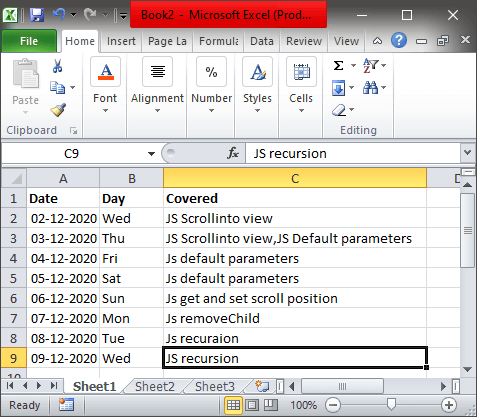 Book2 - Microsoft Excel (Prod...
File Home Insert Page La Formula Data Review View
Paste
Clipboard
Font
Alignment
Number
Styles
Cells
Editing
C9 fx JS recursion
A B C D
1 Date Day Covered
2 02-12-2020 Wed JS Scrollinto view
3 03-12-2020 Thu JS Scrollinto view,JS Default parameters
4 04-12-2020 Fri Js default parameters
5 05-12-2020 Sat Js default parameters
6 06-12-2020 Sun Js get and set scroll position
7 07-12-2020 Mon Js removeChild
8 08-12-2020 Tue Js recuraion
9 09-12-2020 Wed JS recursion
Sheet1 Sheet2 Sheet3
Ready 100%